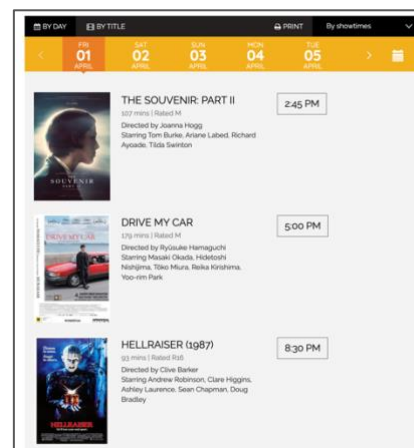 BY DAY
BY TITLE
PRINT
By showtimes
FRI
01
APRIL
SAT
02
APRIL
SUN
03
APRIL
MON
04
APRIL
TUE
05
APRIL
THE SOUVENIR: PART II
107 mins | Rated M
Directed by Joanna Hogg
Starring Tom Burke, Ariane Labed, Richard
Ayoade, Tilda Swinton
2:45 PM
THE
SOUVENIR
DRIVE MY CAR
179 mins | Rated M
Directed by Ryûsuke Hamaguchi
Starring Masaki Okada, Hidetoshi
Nishijima, Tôko Miura, Reika Kirishima,
Yoo-rim Park
5:00 PM
DRIVE MY CAR
HELLRAISER (1987)
93 mins | Rated R16
Directed by Clive Barker
Starring Andrew Robinson, Clare Higgins,
Ashley Laurence, Sean Chapman, Doug
Bradley
8:30 PM
HELLRAISER